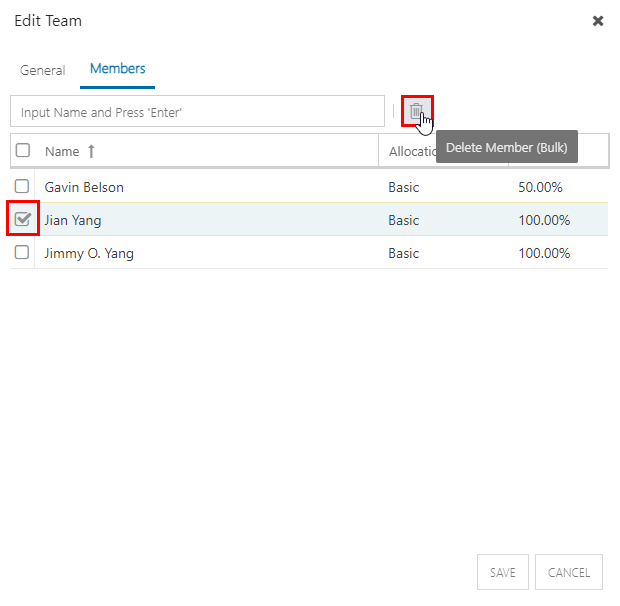 Edit Team
General Members
Input Name and Press 'Enter'
Delete Member (Bulk)
Name Allocatio
Gavin Belson Basic 50.00%
Jian Yang Basic 100.00%
Jimmy O. Yang Basic 100.00%
SAVE CANCEL